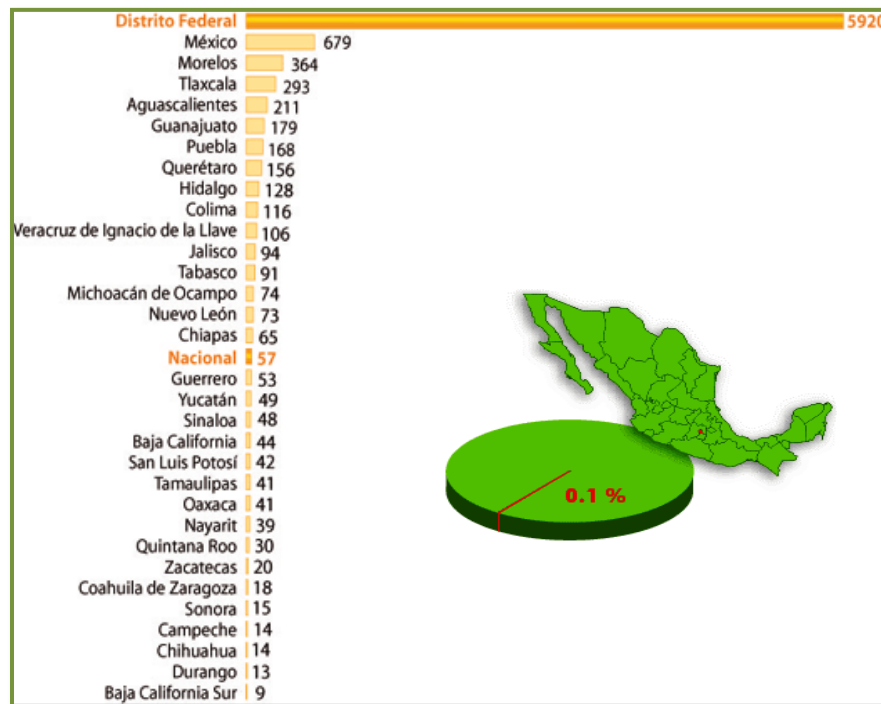 Distrito Federal 5920
México 679
Morelos 364
Tlaxcala 293
Aguascalientes 211
Guanajuato 179
Puebla 168
Querétaro 156
Hidalgo 128
Colima 116
Veracruz de Ignacio de la Llave 106
Jalisco 94
Tabasco 91
Michoacán de Ocampo 74
Nuevo León 73
Chiapas 65
Nacional 57
Guerrero 53
Yucatán 49
Sinaloa 48
Baja California 44
San Luis Potosí 42
Tamaulipas 41
Oaxaca 41
Nayarit 39
Quintana Roo 30
Zacatecas 20
Coahuila de Zaragoza 18
Sonora 15
Campeche 14
Chihuahua 14
Durango 13
Baja California Sur 9
0.1 %